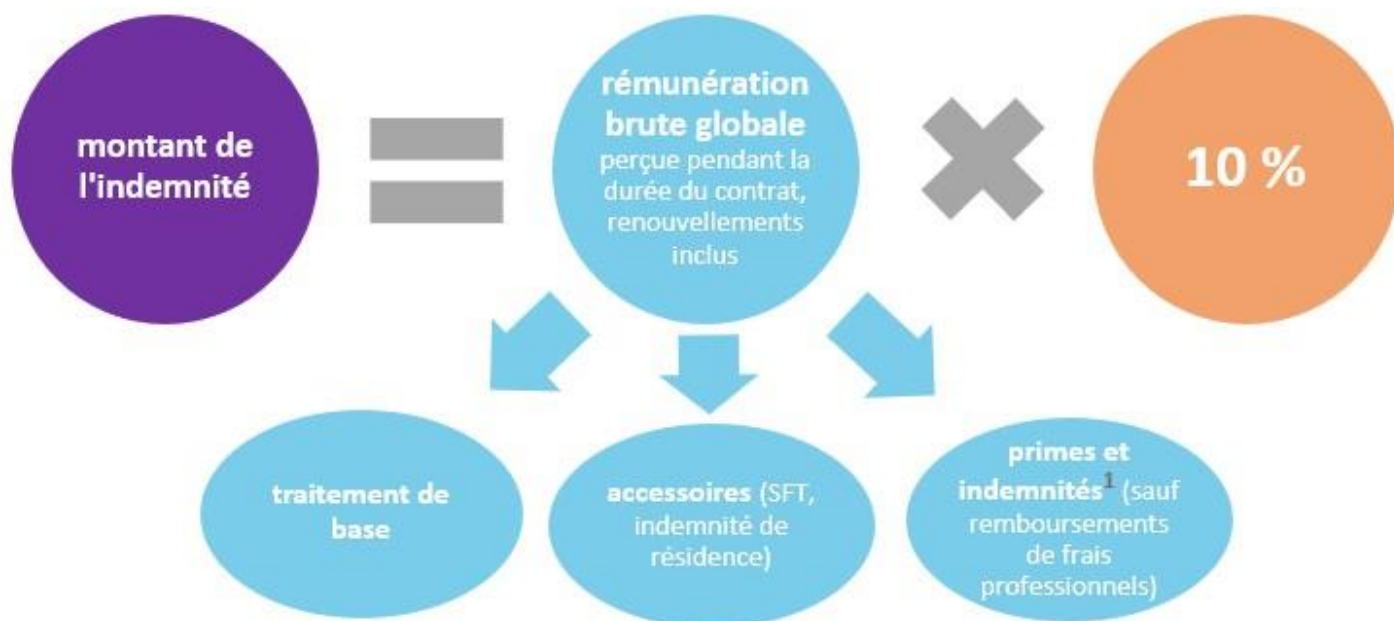 montant de
l'indemnité
rémunération
brute globale
perçue pendant la
durée du contrat,
renouvellements
inclus
10 %
traitement de
base
accessoires (SFT,
indemnité de
résidence)
primes et
indemnités¹ (sauf
remboursements
de frais
professionnels)